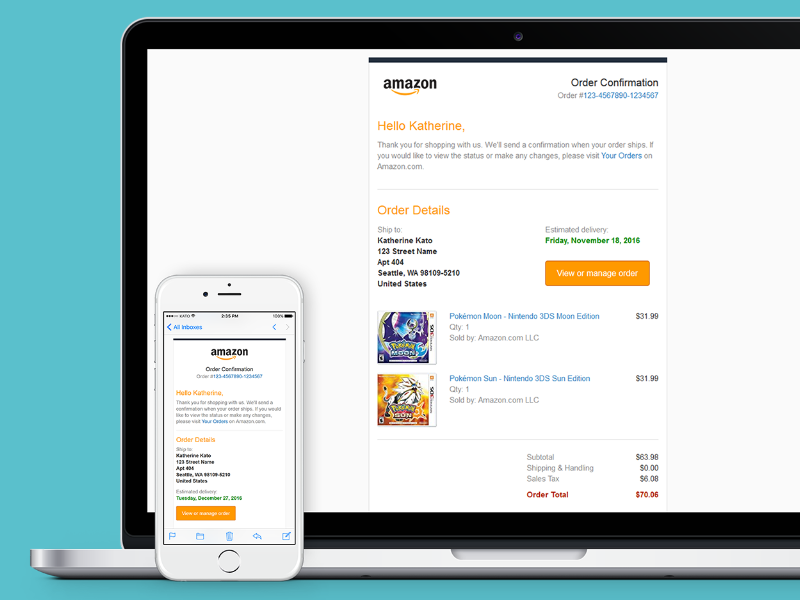 amazon
Order Confirmation
Order #123-4567890-1234567
Hello Katherine,
Thank you for shopping with us. We'll send a confirmation when your order ships. If
you would like to view the status or make any changes, please visit Your Orders on
Amazon.com.
Order Details
Ship to:
Katherine Kato
123 Street Name
Apt 404
Seattle, WA 98109-5210
United States
Estimated delivery:
Friday, November 18, 2016
View or manage order
Pokémon Moon - Nintendo 3DS Moon Edition
$31.99
Qty: 1
Sold by: Amazon.com LLC
POKÉMON
MOON
Pokémon Sun - Nintendo 3DS Sun Edition
$31.99
Qty: 1
Sold by: Amazon.com LLC
POKÉMON
SUN
Subtotal $63.98
Shipping & Handling $0.00
Sales Tax $6.08
Order Total $70.06
KATO 2:35 PM 100%
All Inboxes
amazon
Order Confirmation
Order #123-4567890-1234567
Hello Katherine,
Thank you for shopping with us. We'll send a
confirmation when your order ships. If you would
like to view the status or make any changes,
please visit Your Orders on Amazon.com.
Order Details
Ship to:
Katherine Kato
123 Street Name
Apt 404
Seattle, WA 98109-5210
United States
Estimated delivery:
Tuesday, December 27, 2016
View or manage order